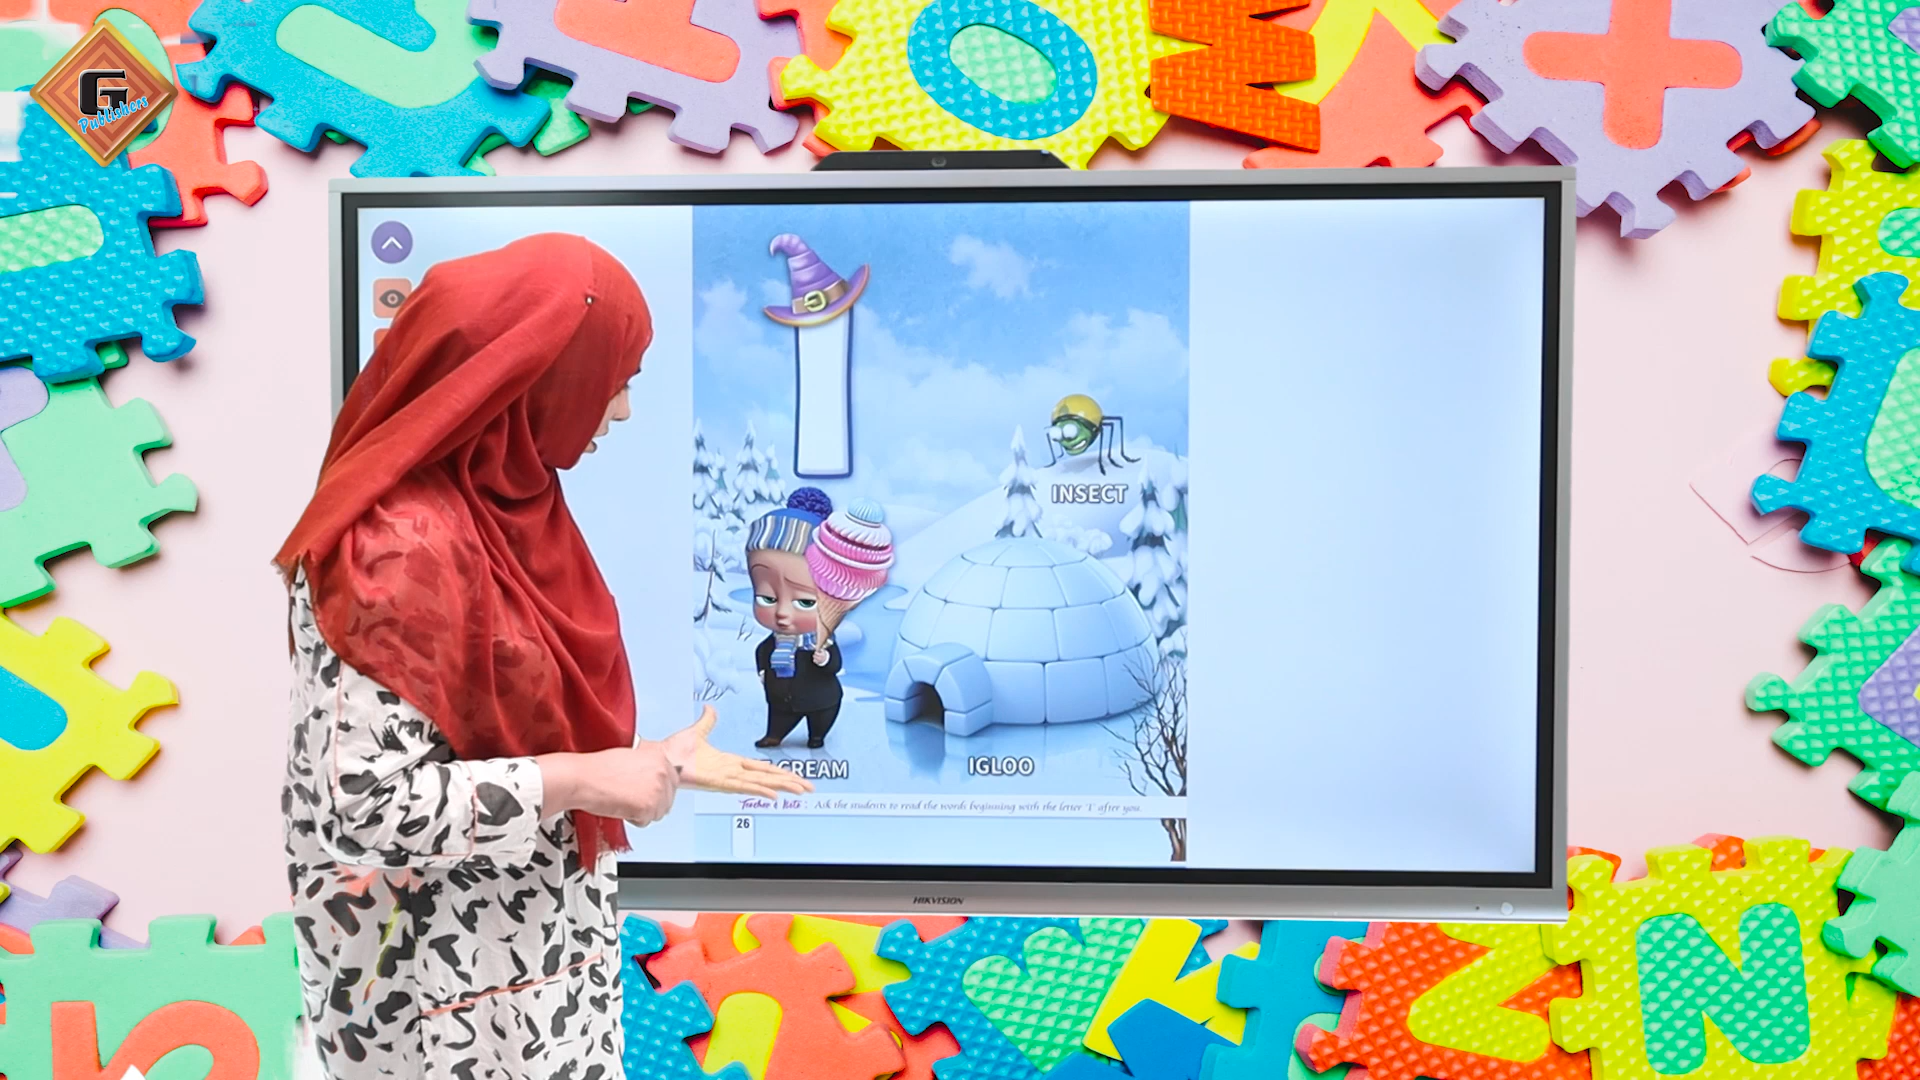 G
Publishers
I
INSECT
CREAM
IGLOO
Teacher's Note: Ask the students to read the words beginning with the letter 'I' after you.
26
HIKVISION
N